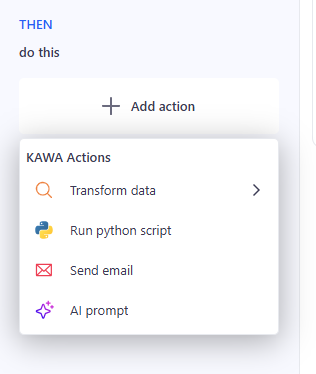 THEN
do this
Add action
KAWA Actions
Transform data
Run python script
Send email
AI prompt